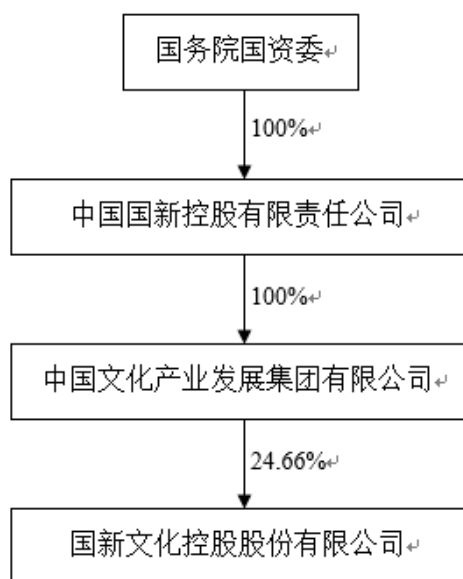 国务院国资委
100%
中国国新控股有限责任公司
100%
中国文化产业发展集团有限公司
24.66%
国新文化控股股份有限公司